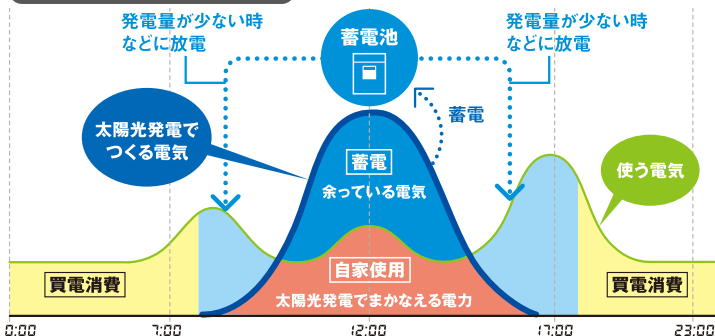 発電量が少ない時
などに放電
蓄電池
発電量が少ない時
などに放電
蓄電
太陽光発電で
つくる電気
蓄電
余っている電気
使う電気
買電消費
自家使用
太陽光発電でまかなえる電力
買電消費
0:00
7:00
12:00
17:00
23:00